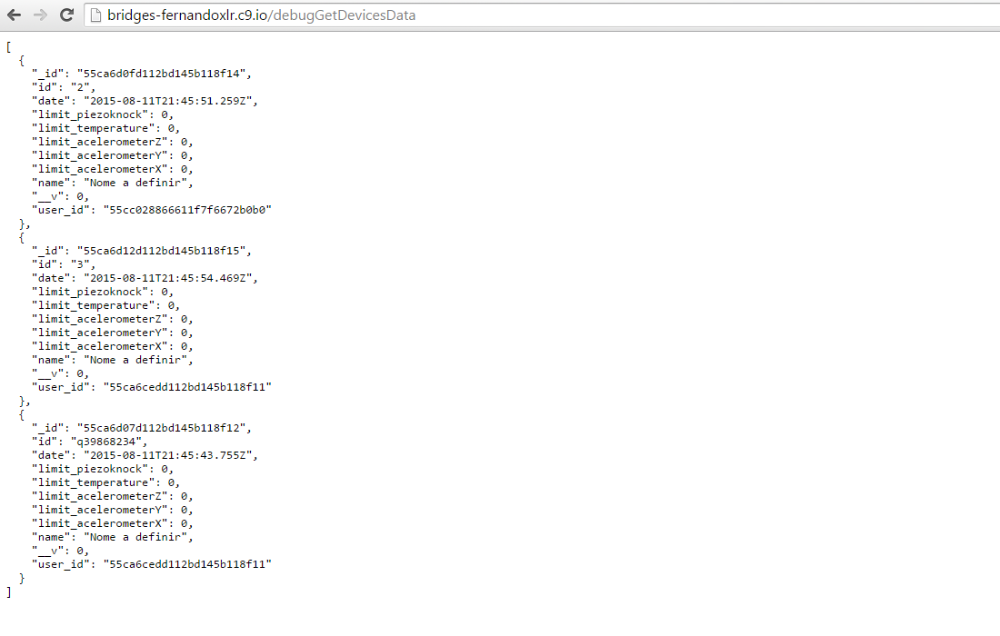 bridges-fernandoxlr.c9.io/debugGetDevicesData
[
{
"_id": "55ca6d0fd112bd145b118f14",
"id": "2",
"date": "2015-08-11T21:45:51.259Z",
"limit_piezoknock": 0,
"limit_temperature": 0,
"limit_acelerometerZ": 0,
"limit_acelerometerY": 0,
"limit_acelerometerX": 0,
"name": "Nome a definir",
"__v": 0,
"user_id": "55cc028866611f7f6672b0b0"
},
{
"_id": "55ca6d12d112bd145b118f15",
"id": "3",
"date": "2015-08-11T21:45:54.469Z",
"limit_piezoknock": 0,
"limit_temperature": 0,
"limit_acelerometerZ": 0,
"limit_acelerometerY": 0,
"limit_acelerometerX": 0,
"name": "Nome a definir",
"__v": 0,
"user_id": "55ca6cedd112bd145b118f11"
},
{
"_id": "55ca6d07d112bd145b118f12",
"id": "q39868234",
"date": "2015-08-11T21:45:43.755Z",
"limit_piezoknock": 0,
"limit_temperature": 0,
"limit_acelerometerZ": 0,
"limit_acelerometerY": 0,
"limit_acelerometerX": 0,
"name": "Nome a definir",
"__v": 0,
"user_id": "55ca6cedd112bd145b118f11"
}
]